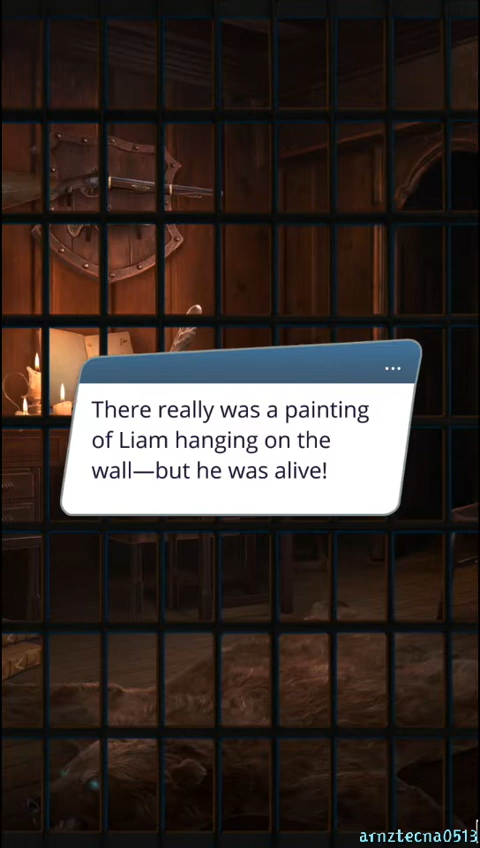 There really was a painting
of Liam hanging on the
wall—but he was alive!
arnztecna0513